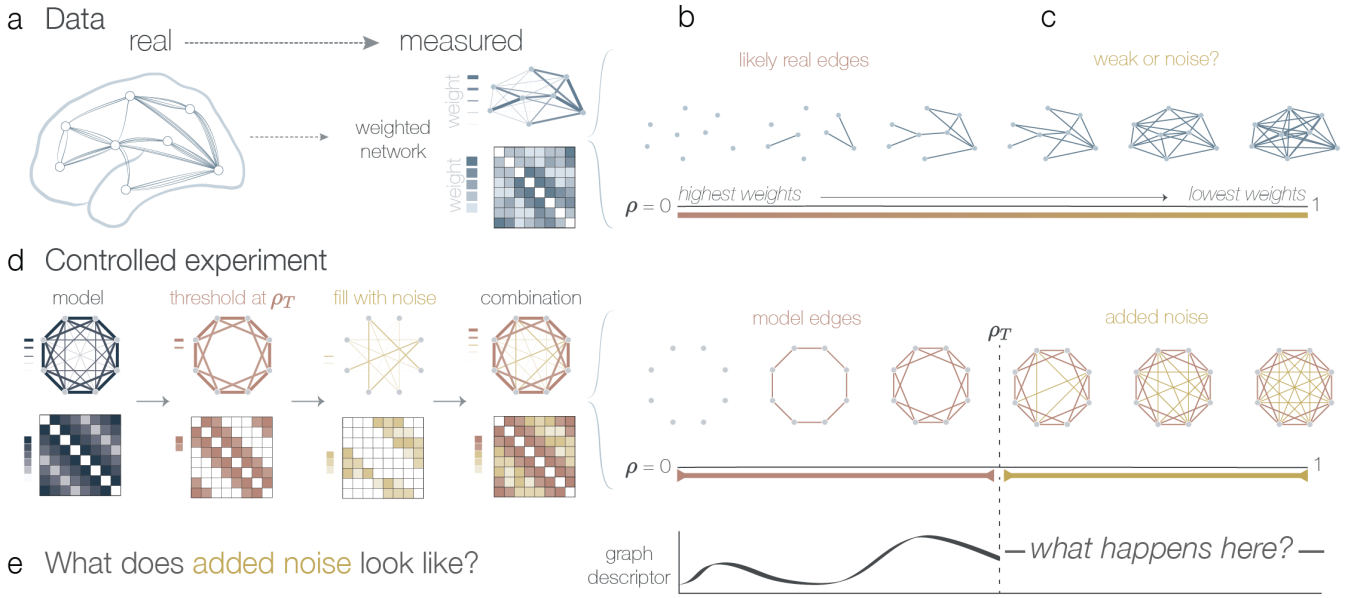 a Data
real
measured
weight
weighted
network
weight
b
c
likely real edges
weak or noise?
highest weights
lowest weights
ρ = 0
1
d Controlled experiment
model
threshold at ρT
fill with noise
combination
model edges
ρT
added noise
ρ = 0
1
e What does added noise look like?
graph
descriptor
what happens here?